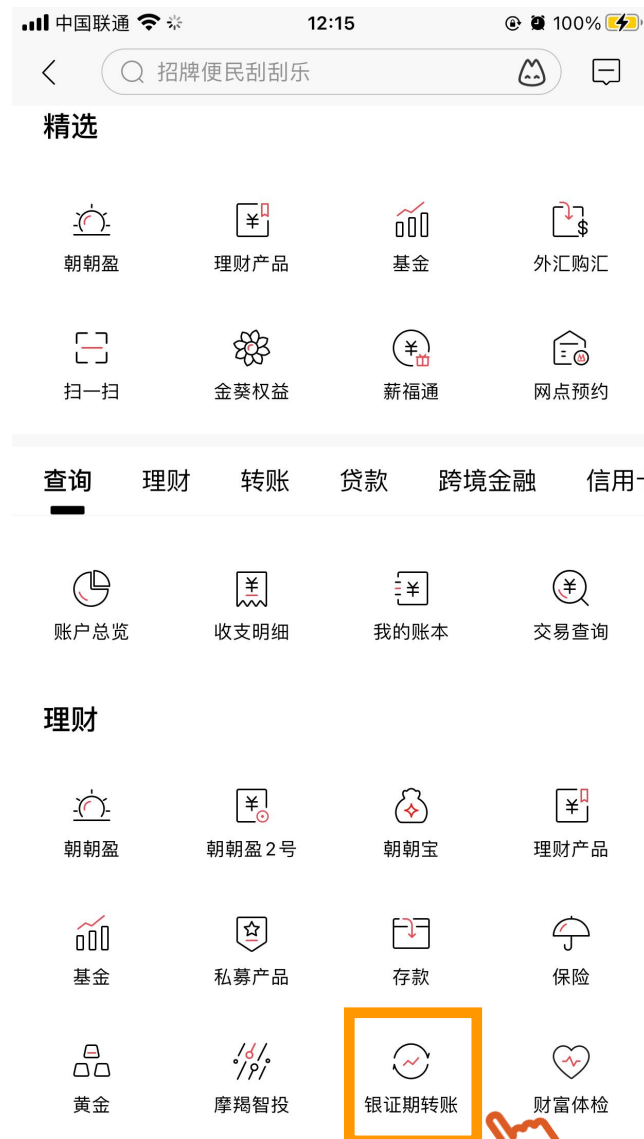 中国联通 12:15 100%
招牌便民刮刮乐
精选
朝朝盈 理财产品 基金 外汇购汇
扫一扫 金葵权益 薪福通 网点预约
查询 理财 转账 贷款 跨境金融 信用
账户总览 收支明细 我的账本 交易查询
理财
朝朝盈 朝朝盈2号 朝朝宝 理财产品
基金 私募产品 存款 保险
黄金 摩羯智投 银证期转账 财富体检